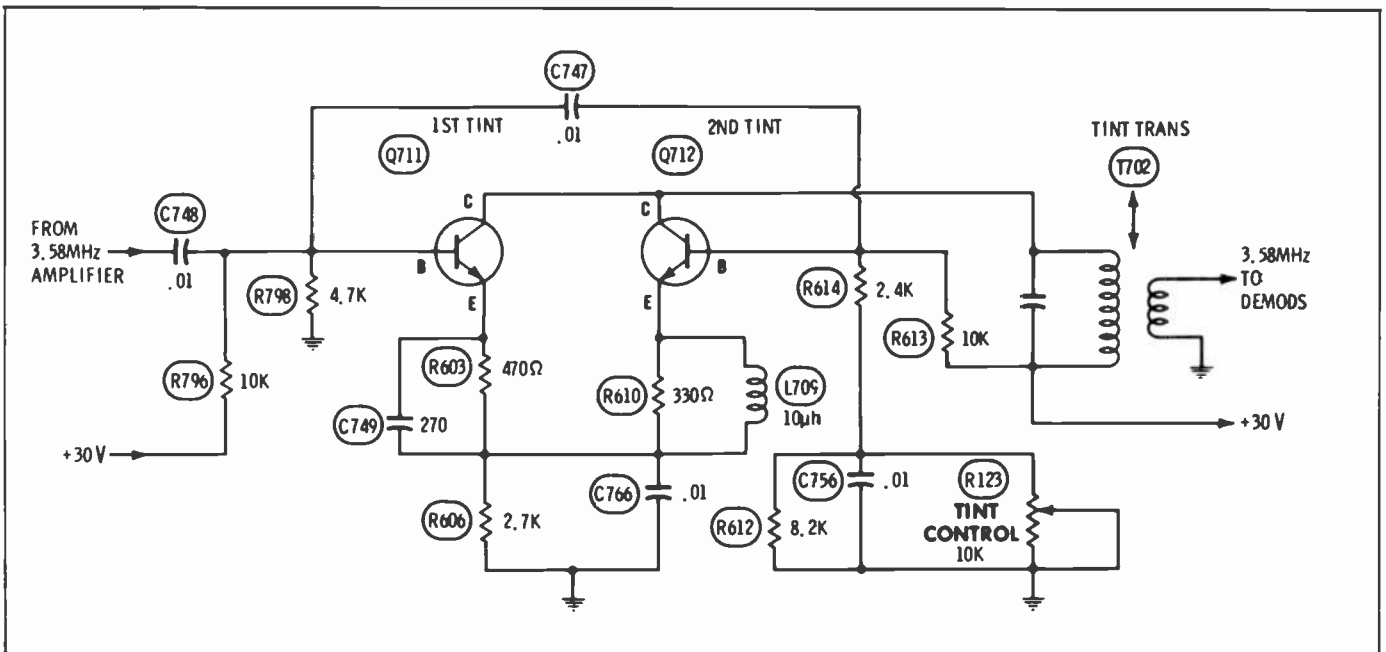 C747
.01
1ST TINT
2ND TINT
Q711
Q712
TINT TRANS
T702
C748
FROM
3.58MHz
AMPLIFIER
.01
C
C
B
B
E
E
R798
4.7K
R614
2.4K
R613
10K
3.58MHz
TO
DEMODS
R796
10K
R603
470Ω
R610
330Ω
L709
10μh
C749
270
+30V
+30V
R606
2.7K
C766
.01
C756
.01
R612
8.2K
R123
TINT
CONTROL
10K